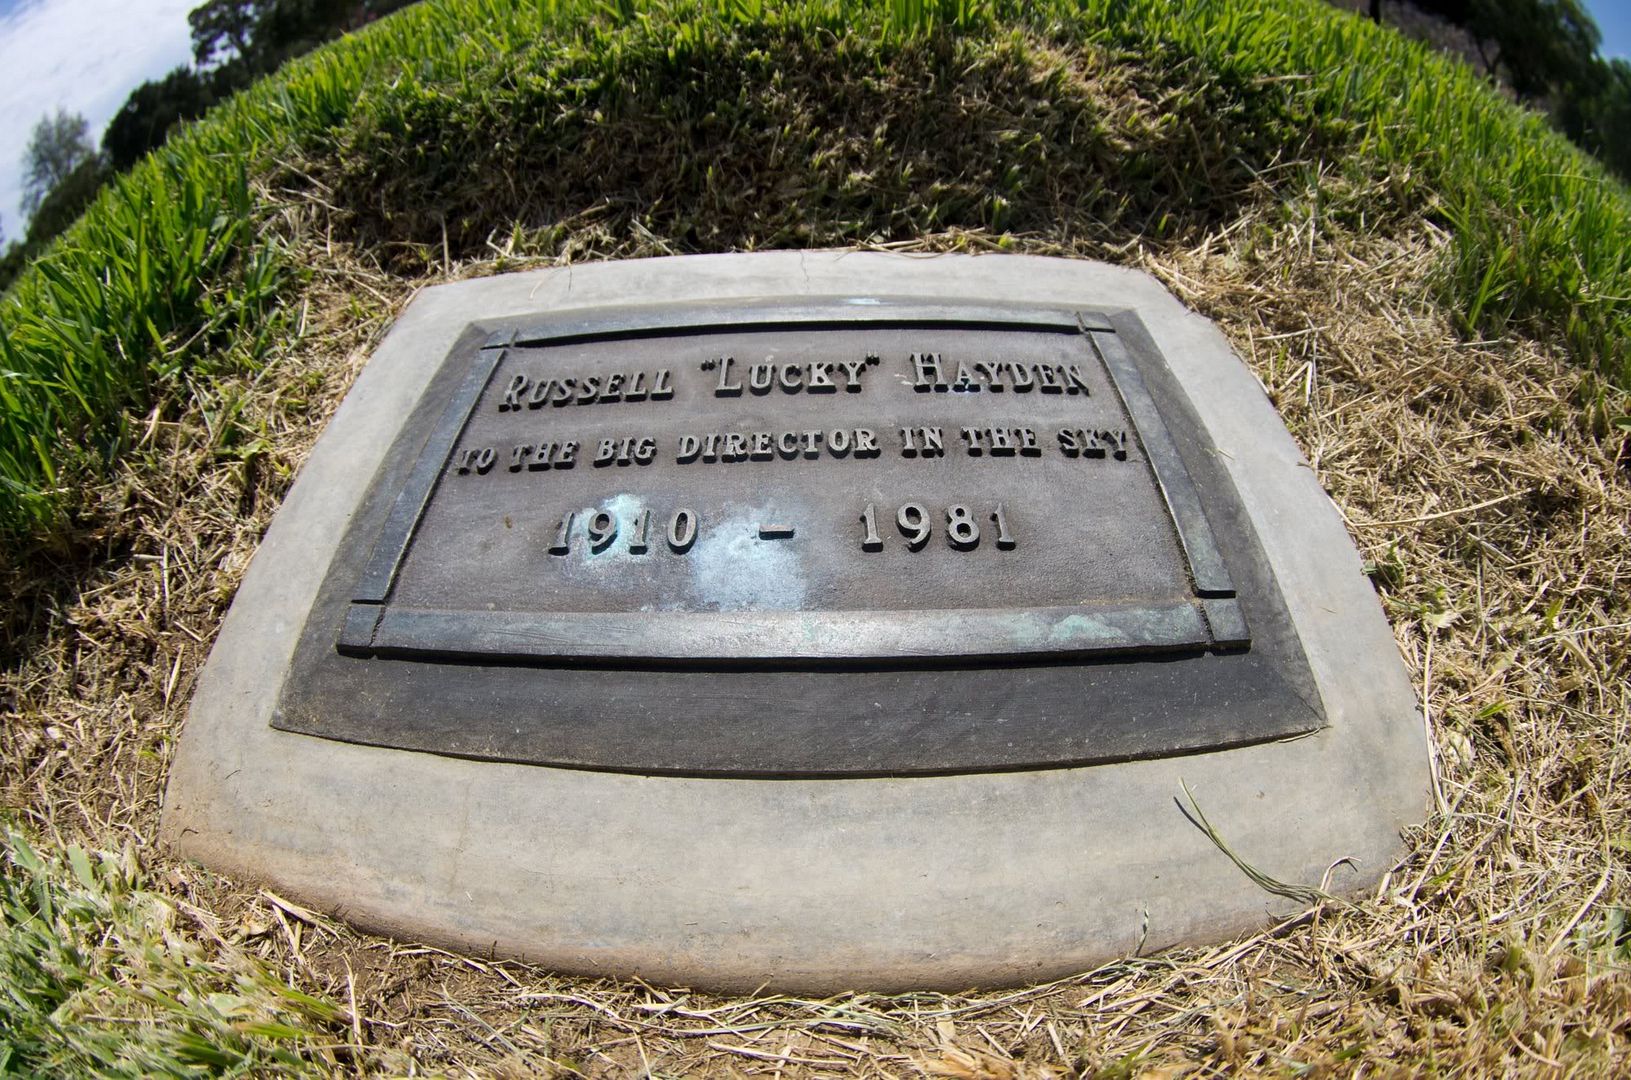 Russell "Lucky" Hayden
TO THE BIG DIRECTOR IN THE SKY
1910 – 1981